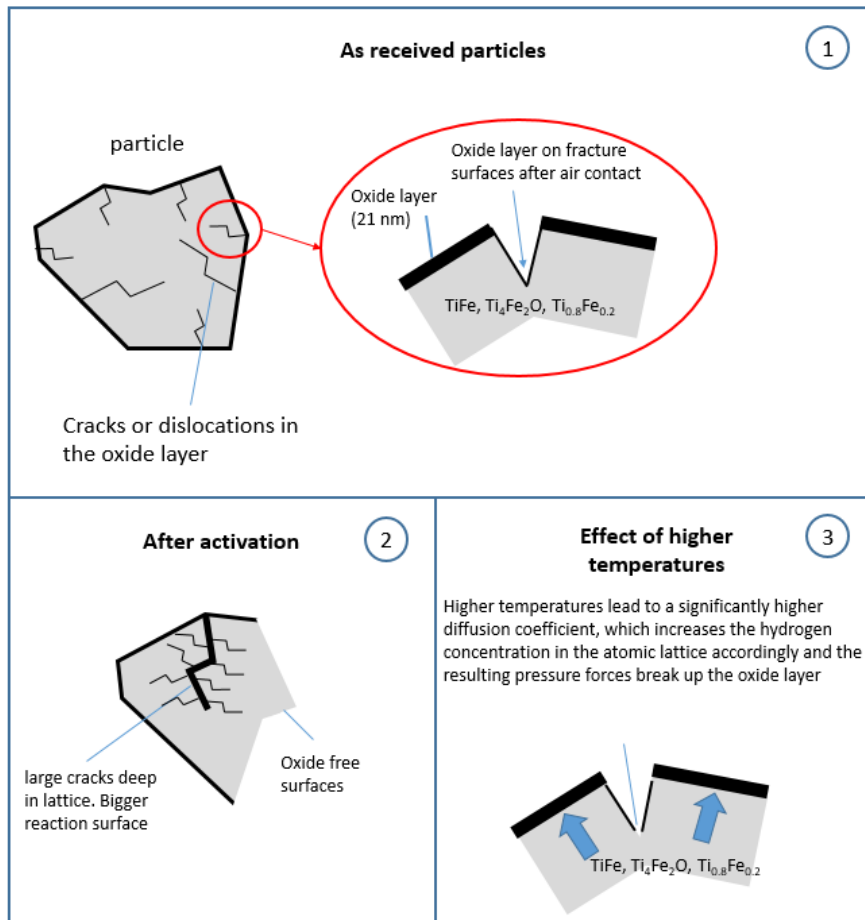 As received particles
1
particle
Oxide layer on fracture
surfaces after air contact
Oxide layer
(21 nm)
TiFe, Ti₄Fe₂O, Ti₀.₈Fe₀.₂
Cracks or dislocations in
the oxide layer
After activation
2
large cracks deep
in lattice. Bigger
reaction surface
Oxide free
surfaces
Effect of higher
temperatures
3
Higher temperatures lead to a significantly higher
diffusion coefficient, which increases the hydrogen
concentration in the atomic lattice accordingly and the
resulting pressure forces break up the oxide layer
TiFe, Ti₄Fe₂O, Ti₀.₈Fe₀.₂